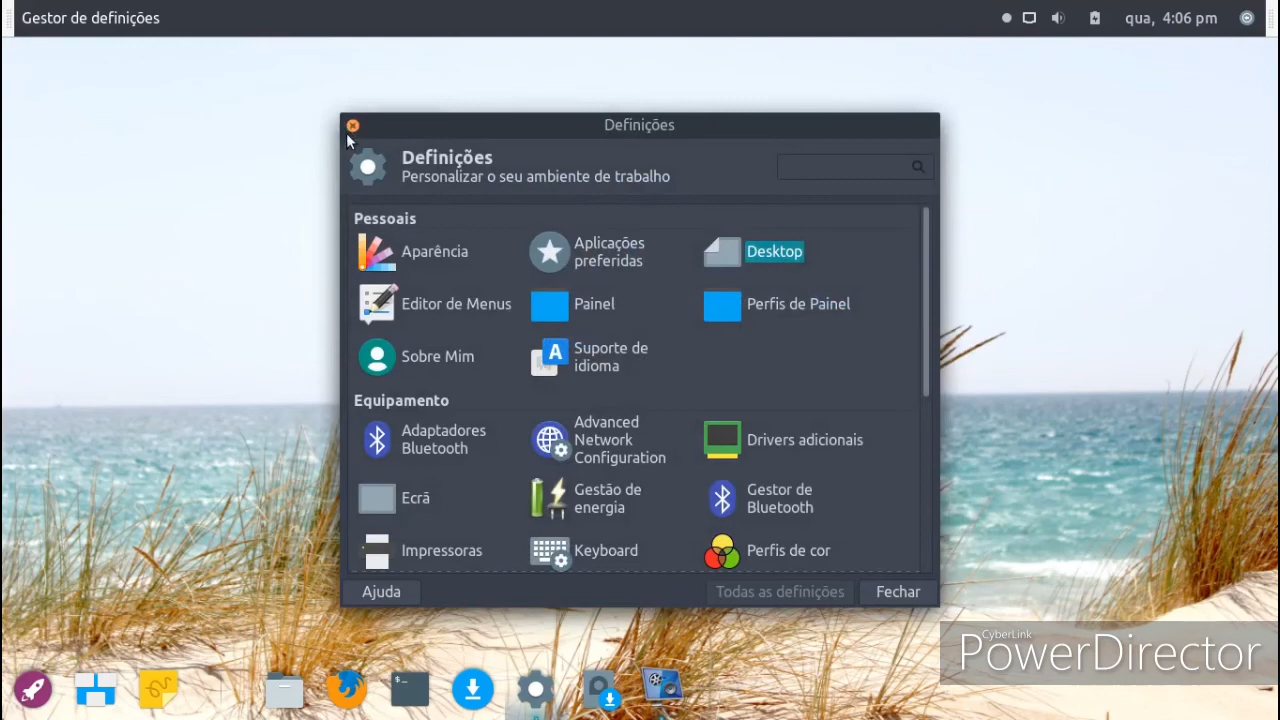 Gestor de definições
qua, 4:06 pm
Definições
Definições
Personalizar o seu ambiente de trabalho
Pessoais
Aparência
Aplicações
preferidas
Desktop
Editor de Menus
Painel
Perfis de Painel
Sobre Mim
Suporte de
idioma
Equipamento
Adaptadores
Bluetooth
Advanced
Network
Configuration
Drivers adicionais
Ecrã
Gestão de
energia
Gestor de
Bluetooth
Impressoras
Keyboard
Perfis de cor
Ajuda
Todas as definições
Fechar
CyberLink
PowerDirector